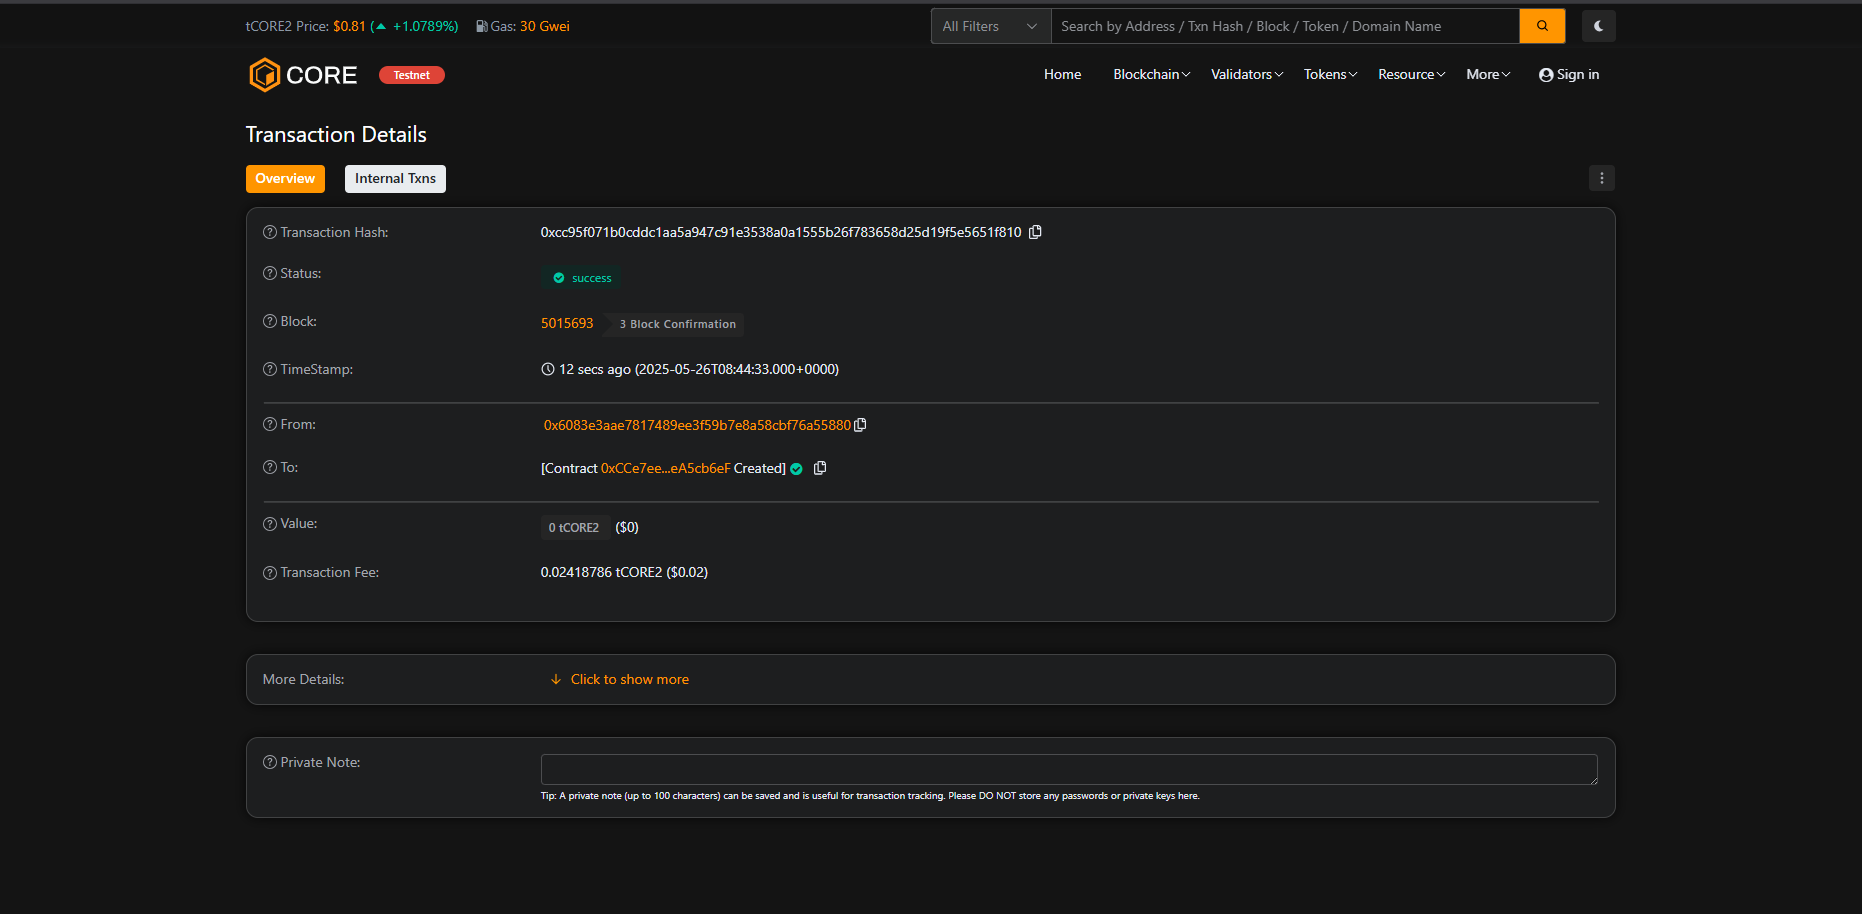 tCORE2 Price: $0.81 (▲ +1.0789%) Gas: 30 Gwei
All Filters Search by Address / Txn Hash / Block / Token / Domain Name
CORE Testnet
Home Blockchain Validators Tokens Resource More Sign in
Transaction Details
Overview Internal Txns
Transaction Hash: 0xcc95f071b0cddc1aa5a947c91e3538a0a1555b26f783658d25d19f5e5651f810
Status: success
Block: 5015693 3 Block Confirmation
TimeStamp: 12 secs ago (2025-05-26T08:44:33.000+0000)
From: 0x6083e3aae7817489ee3f59b7e8a58cbf76a55880
To: [Contract 0xCCe7ee...eA5cb6eF Created]
Value: 0 tCORE2 ($0)
Transaction Fee: 0.02418786 tCORE2 ($0.02)
More Details: Click to show more
Private Note:
Tip: A private note (up to 100 characters) can be saved and is useful for transaction tracking. Please DO NOT store any passwords or private keys here.